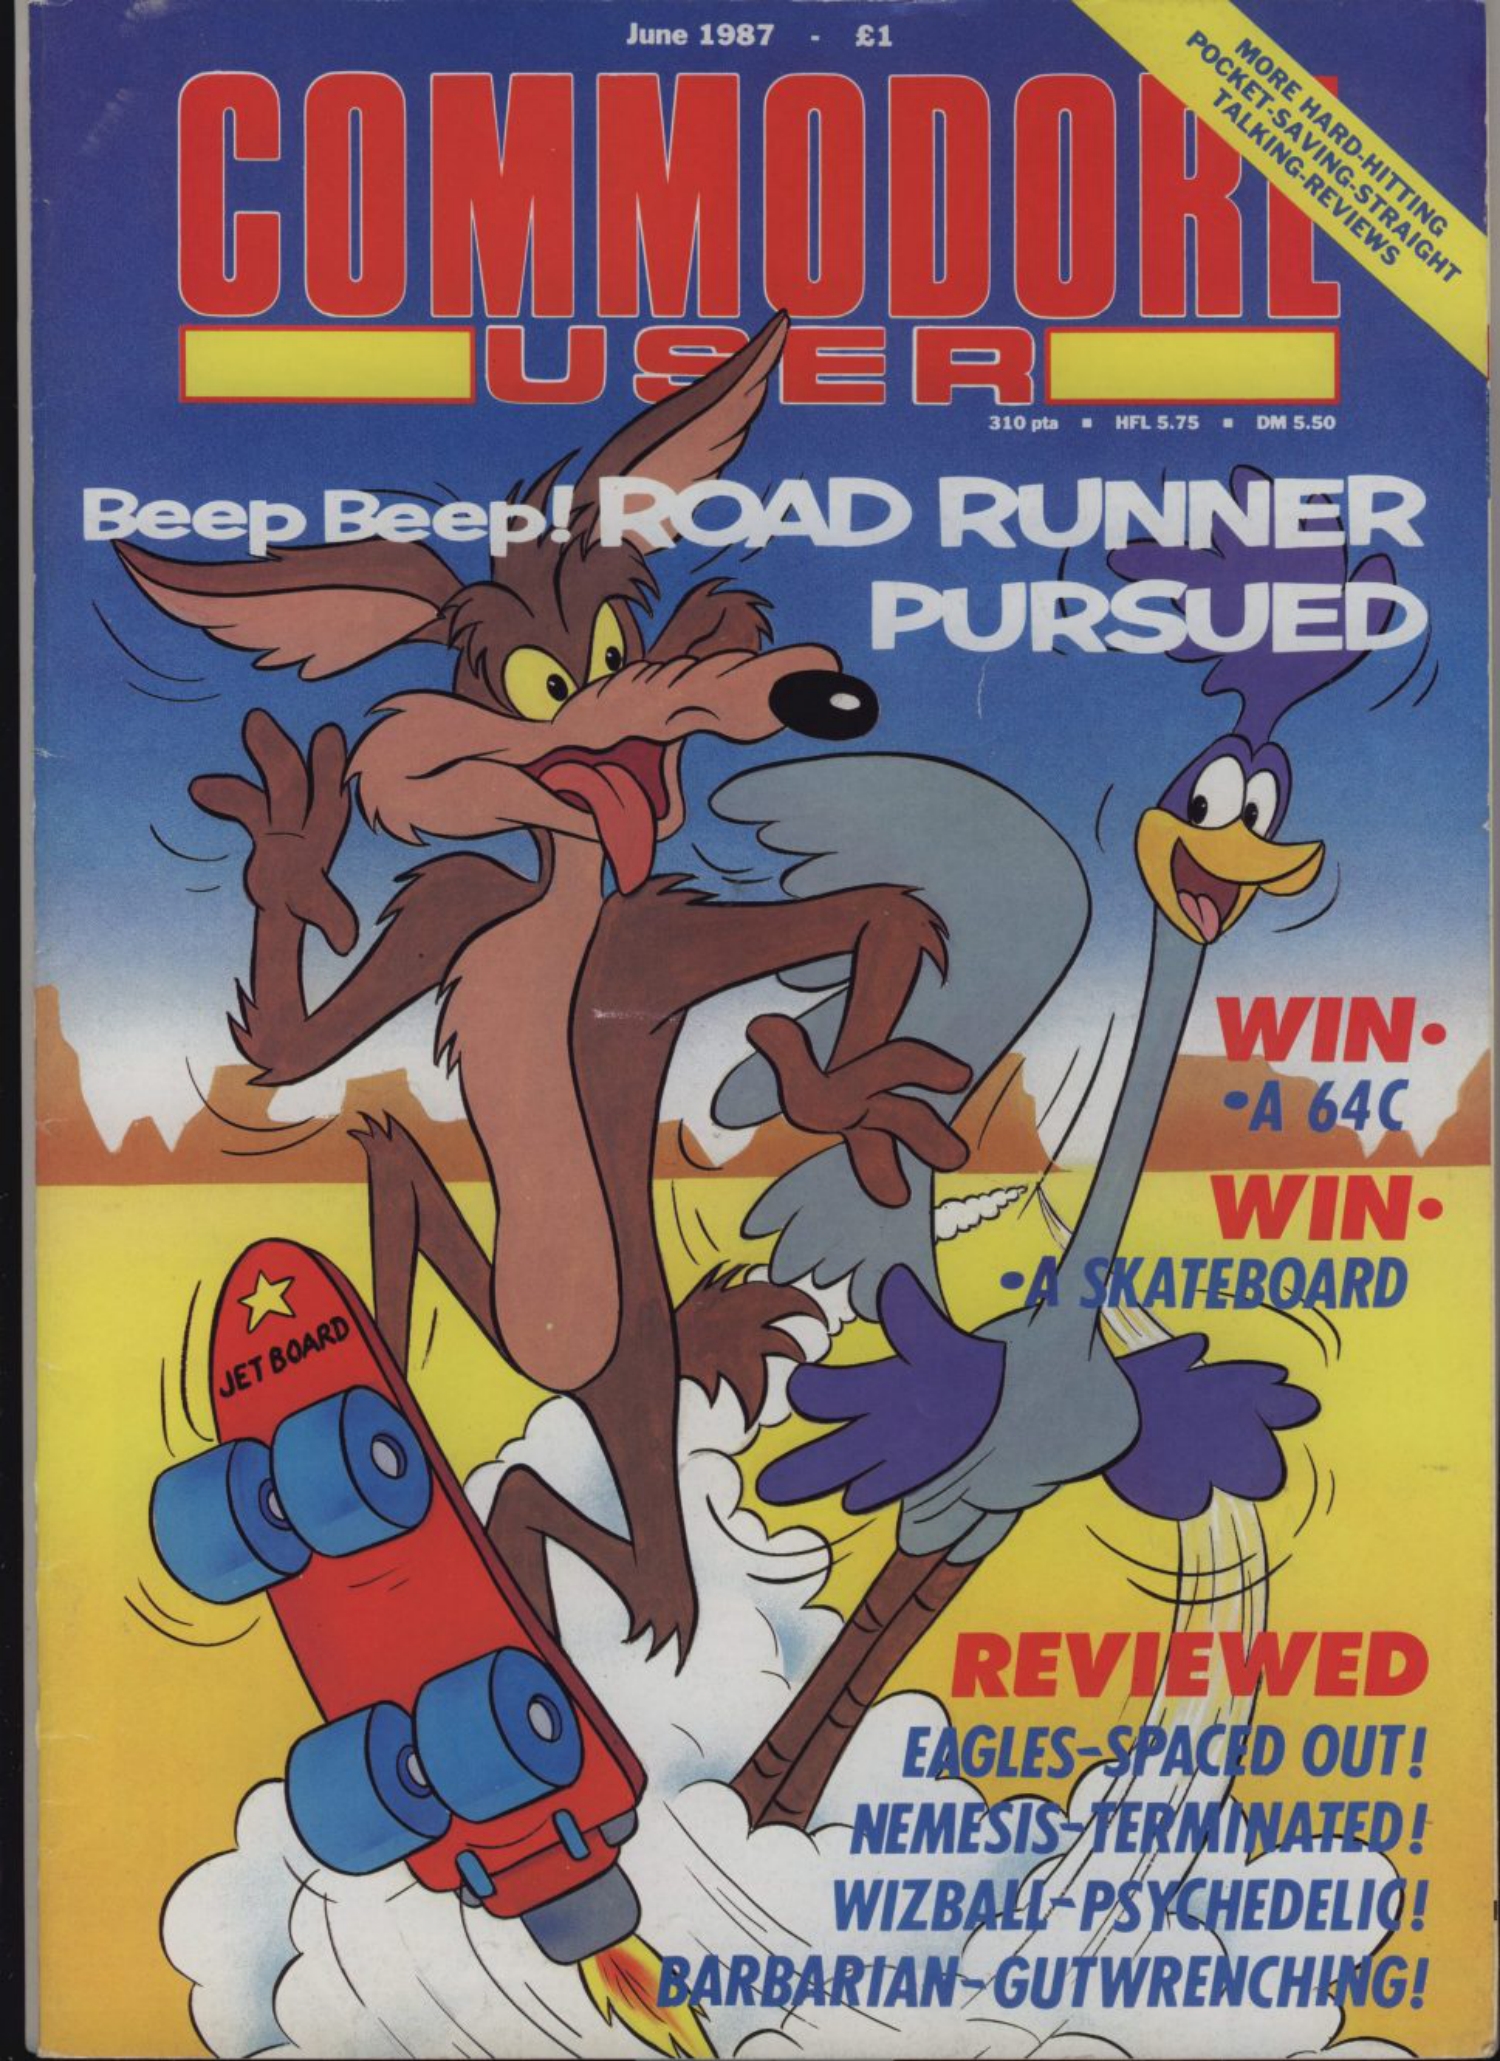 June 1987 - £1
MORE HARD-HITTING
POCKET-SAVING-STRAIGHT
TALKING-REVIEWS
COMMODORE
USER
310 pta ▪ HFL 5.75 ▪ DM 5.50
Beep Beep! ROAD RUNNER
PURSUED
WIN•
•A 64C
WIN•
•A SKATEBOARD
JET BOARD
REVIEWED
EAGLES-SPACED OUT!
NEMESIS-TERMINATED!
WIZBALL-PSYCHEDELIC!
BARBARIAN-GUTWRENCHING!